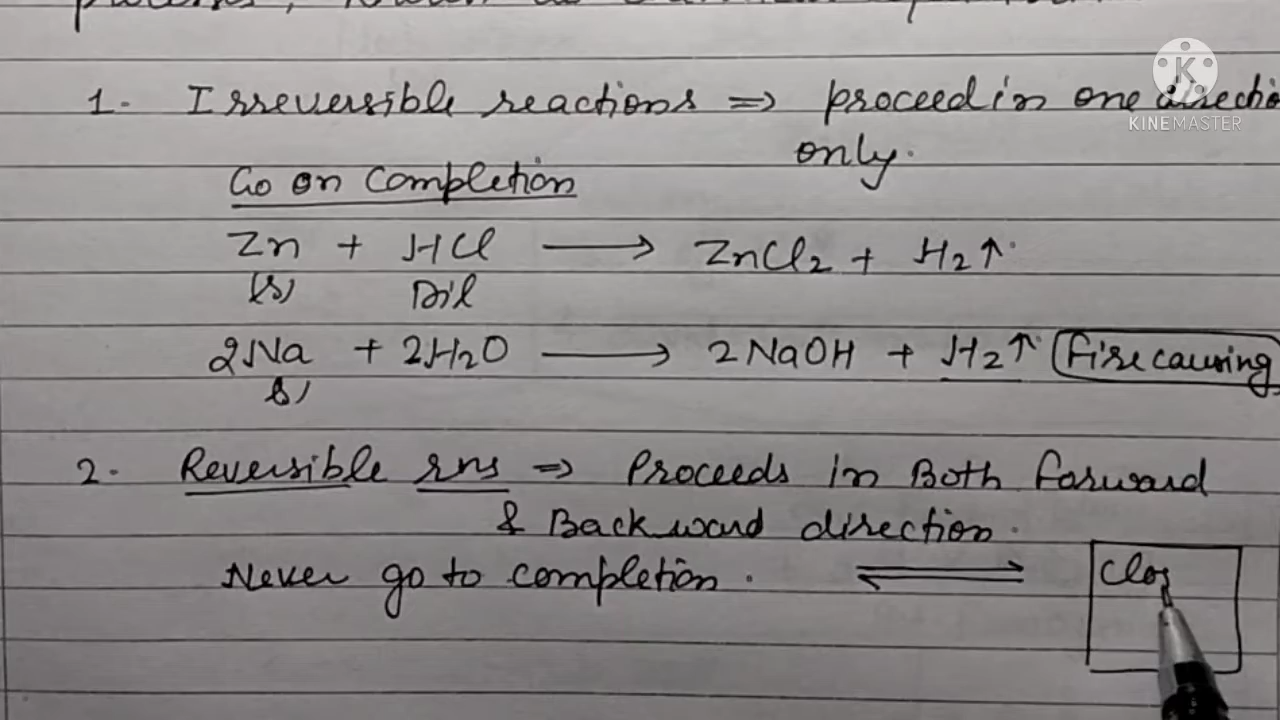 1. Irreversible reactions ⇒ proceed in one directio
only.
Go on Completion
Zn + HCl ⟶ ZnCl2 + H2↑
(s) Dil
2Na + 2H2O ⟶ 2NaOH + H2↑ Fire causing
(s)
2. Reversible rns ⇒ Proceeds in Both Forward
& Backward direction.
Never go to completion. ⇌ Clos
K
KINEMASTER